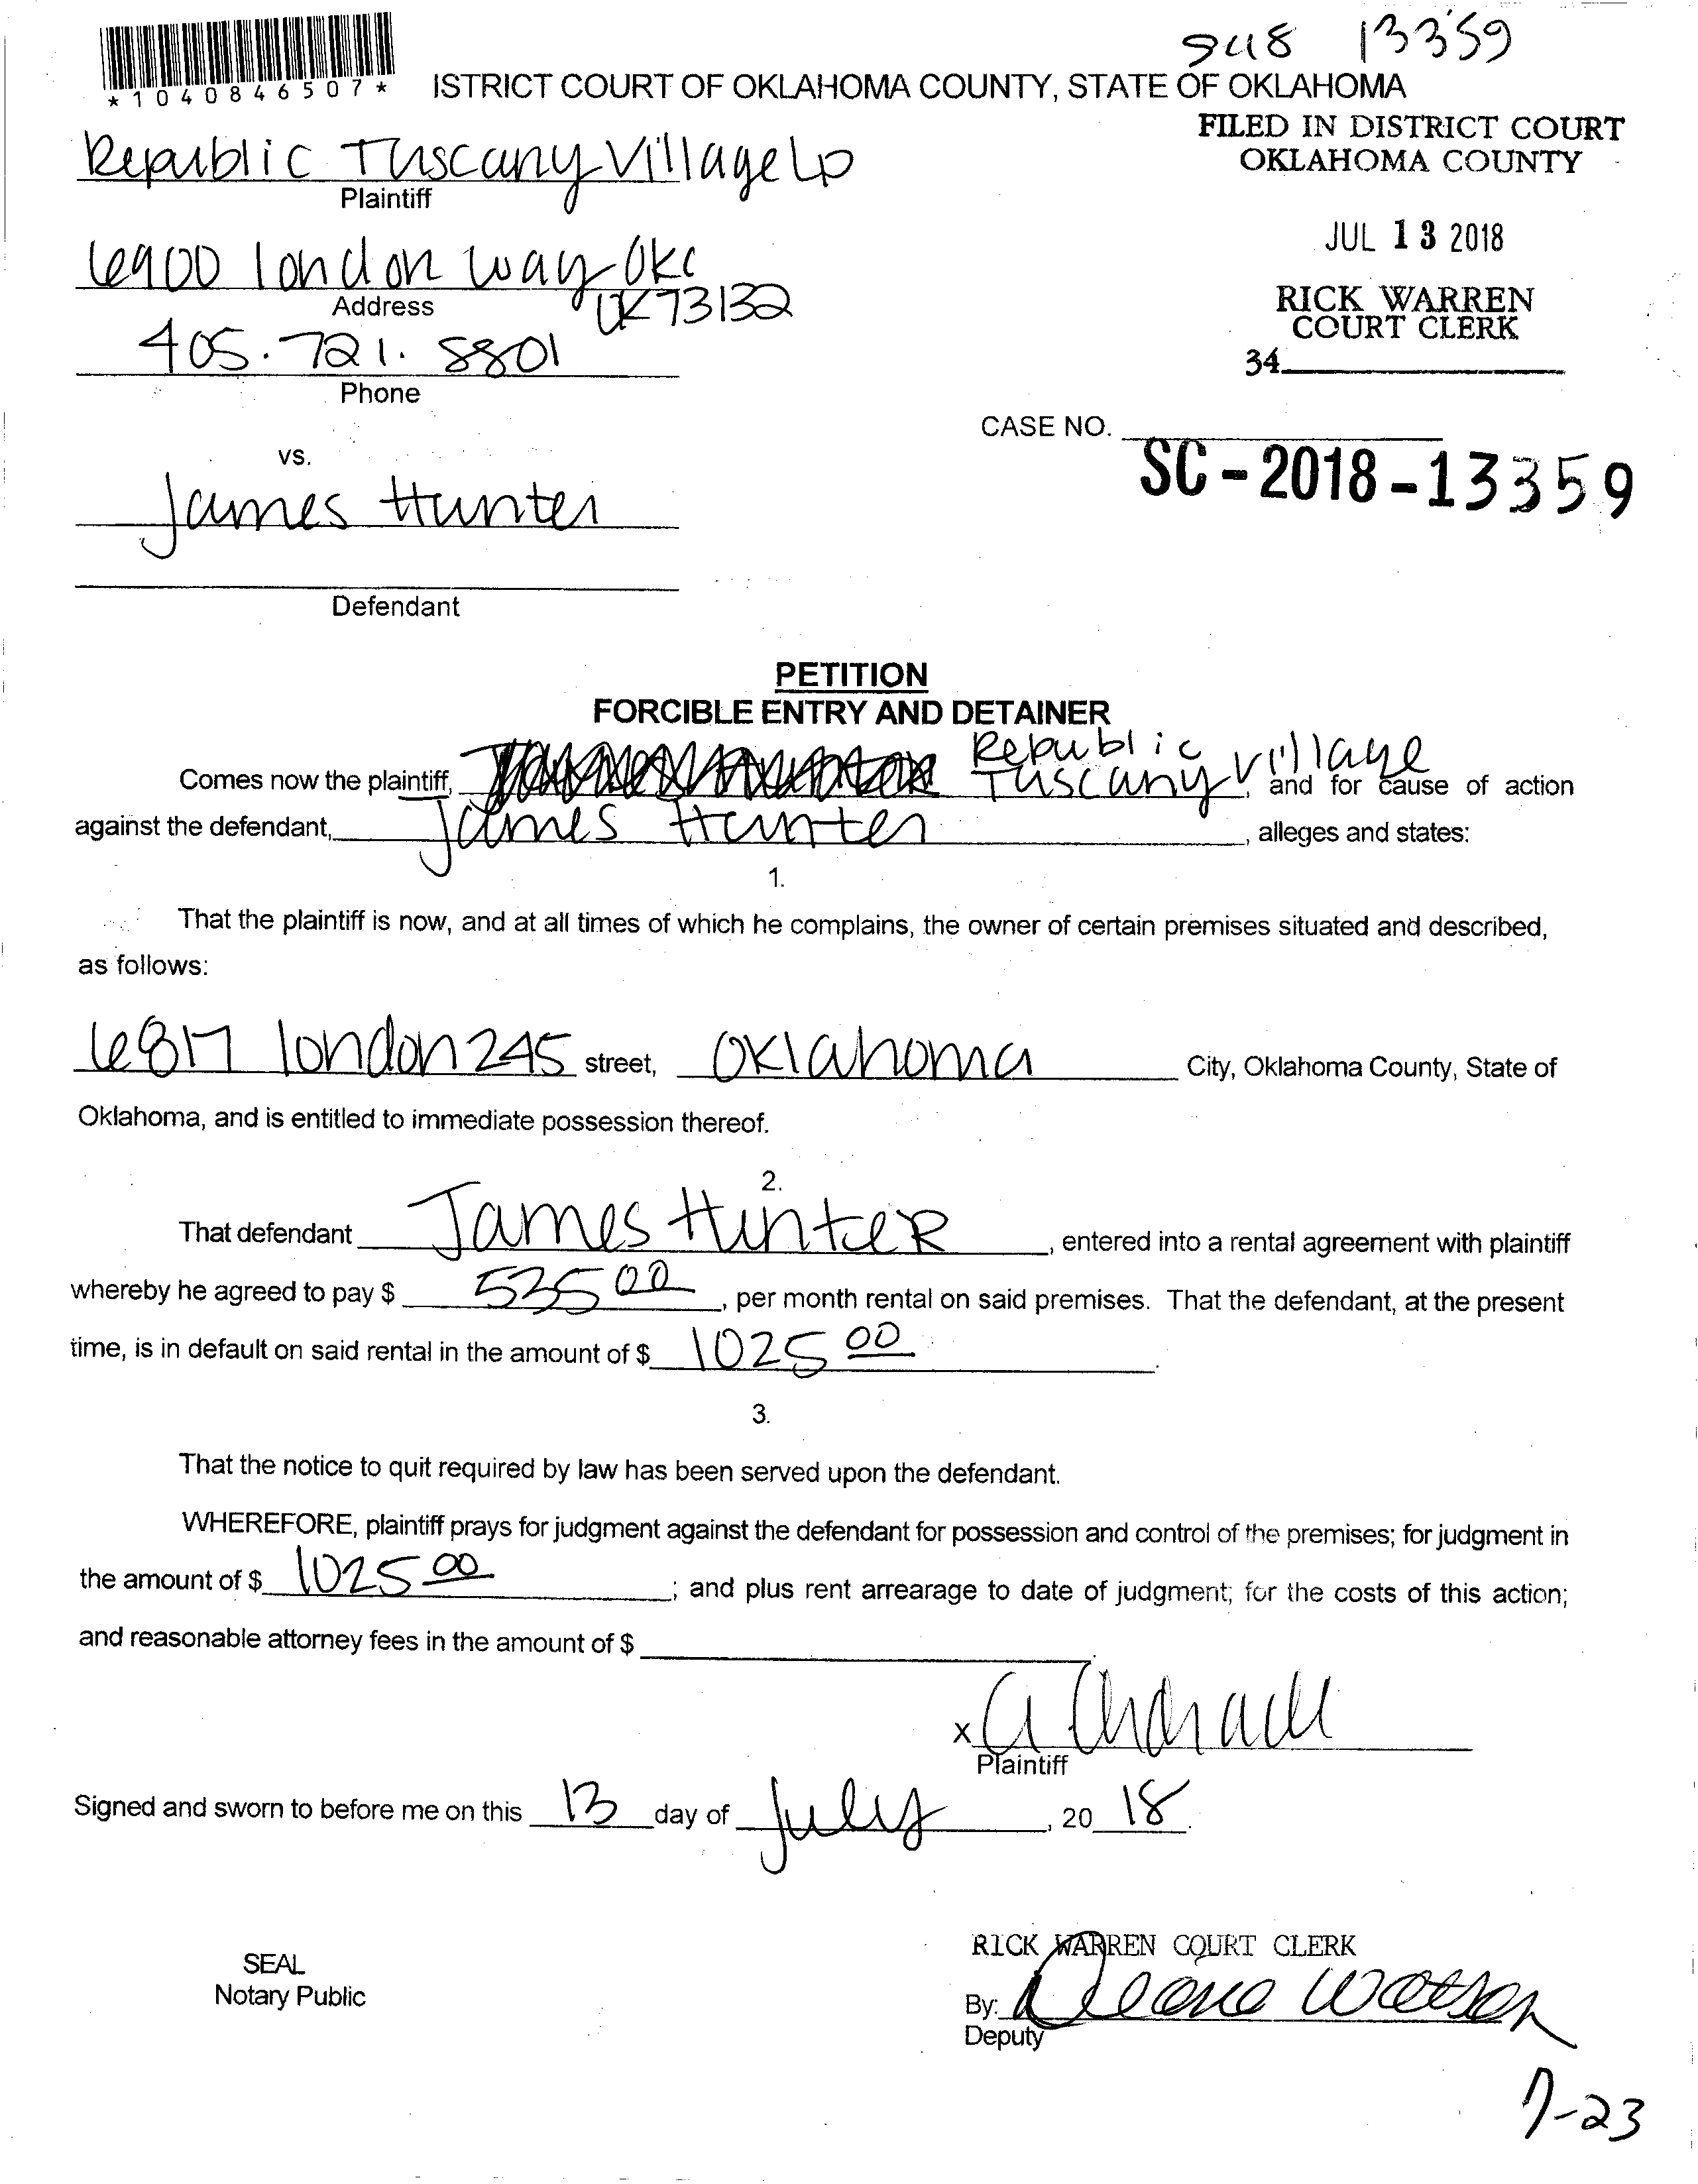 SC18 13359
*1040846507*
ISTRICT COURT OF OKLAHOMA COUNTY, STATE OF OKLAHOMA
FILED IN DISTRICT COURT
OKLAHOMA COUNTY
Republic Tuscany Village Lp
Plaintiff
JUL 13 2018
6900 london way Okc
OK 73132
Address
RICK WARREN
COURT CLERK
34
405.721.8801
Phone
CASE NO.
SC-2018-13359
vs.
James Hunter
Defendant
PETITION
FORCIBLE ENTRY AND DETAINER
Comes now the plaintiff, Republic Tuscany Village, and for cause of action
against the defendant, James Hunter, alleges and states:
1.
That the plaintiff is now, and at all times of which he complains, the owner of certain premises situated and described,
as follows:
6817 london 245 street, Oklahoma City, Oklahoma County, State of
Oklahoma, and is entitled to immediate possession thereof.
2.
That defendant James Hunter, entered into a rental agreement with plaintiff
whereby he agreed to pay $ 535 00, per month rental on said premises. That the defendant, at the present
time, is in default on said rental in the amount of $ 1025 00.
3.
That the notice to quit required by law has been served upon the defendant.
WHEREFORE, plaintiff prays for judgment against the defendant for possession and control of the premises; for judgment in
the amount of $ 1025 00; and plus rent arrearage to date of judgment; for the costs of this action;
and reasonable attorney fees in the amount of $
X
Plaintiff
Signed and sworn to before me on this 13 day of July, 20 18.
SEAL
Notary Public
RICK WARREN COURT CLERK
By: Watson
Deputy
7-23